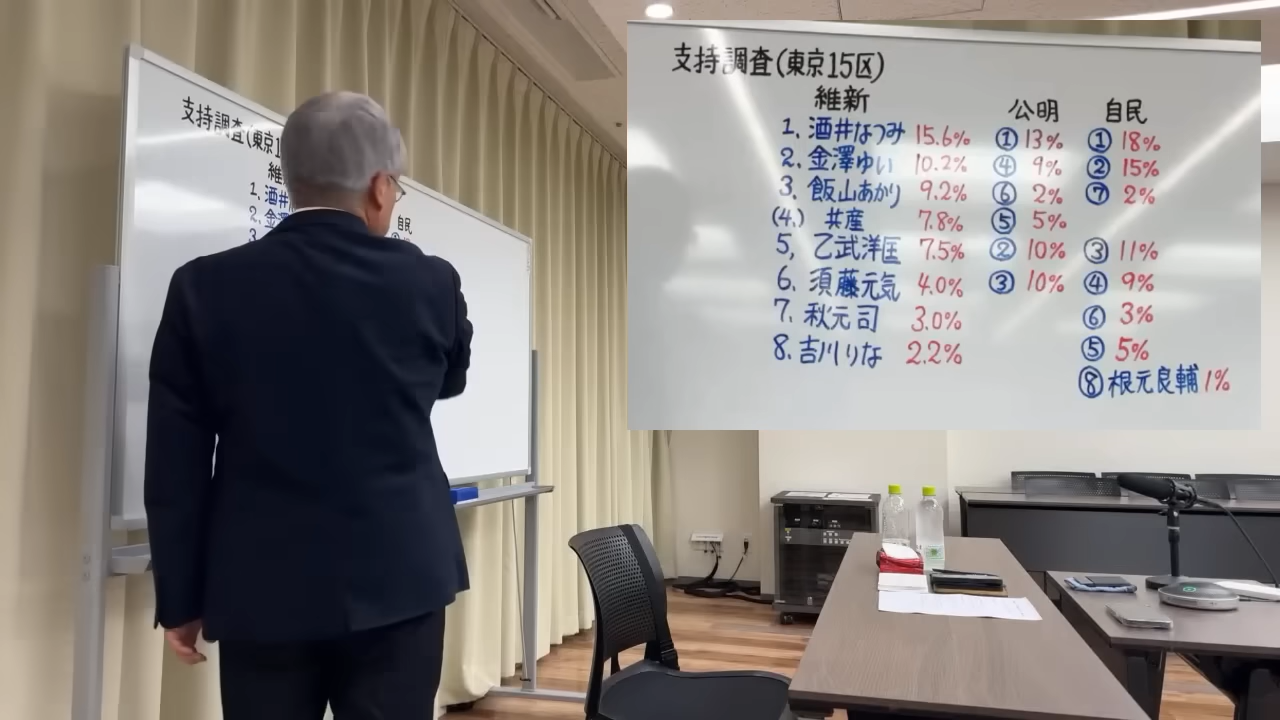 支持調査(東京15区)
維新 公明 自民
1. 酒井なつみ 15.6% ① 13% ① 18%
2. 金澤ゆい 10.2% ④ 9% ② 15%
3. 飯山あかり 9.2% ⑥ 2% ⑦ 2%
(4.) 共産 7.8% ⑤ 5%
5, 乙武洋匡 7.5% ② 10% ③ 11%
6. 須藤元気 4.0% ③ 10% ④ 9%
7. 秋元司 3.0% ⑥ 3%
8. 吉川りな 2.2% ⑤ 5%
⑧ 根元良輔 1%
支持調査(東京1
維
1. 酒井
2. 金
3.
自民